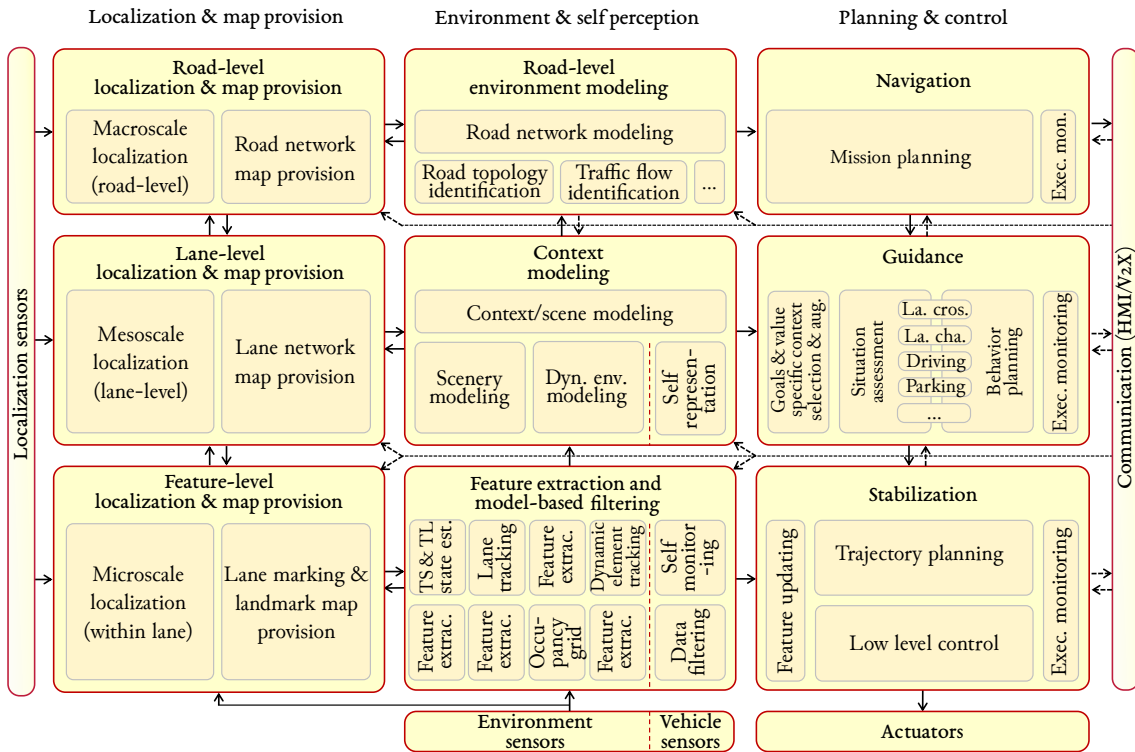 Localization & map provision
Environment & self perception
Planning & control
Localization sensors
Road-level
localization & map provision
Macroscale
localization
(road-level)
Road network
map provision
Road-level
environment modeling
Road network modeling
Road topology
identification
Traffic flow
identification
...
Navigation
Mission planning
Exec. mon.
Lane-level
localization & map provision
Mesoscale
localization
(lane-level)
Lane network
map provision
Context
modeling
Context/scene modeling
Scenery
modeling
Dyn. env.
modeling
Self
represen-
tation
Guidance
Goals & value
specific context
selection & aug.
Situation
assessment
La. cros.
La. cha.
Driving
Parking
...
Behavior
planning
Exec. monitoring
Feature-level
localization & map provision
Microscale
localization
(within lane)
Lane marking &
landmark map
provision
Feature extraction and
model-based filtering
TS & TL
state est.
Lane
tracking
Feature
extrac.
Dynamic
element
tracking
Self
monitor
-ing
Feature
extrac.
Feature
extrac.
Occu-
pancy
grid
Feature
extrac.
Data
filtering
Stabilization
Feature updating
Trajectory planning
Low level control
Exec. monitoring
Environment
sensors
Vehicle
sensors
Actuators
Communication (HMI/V2X)